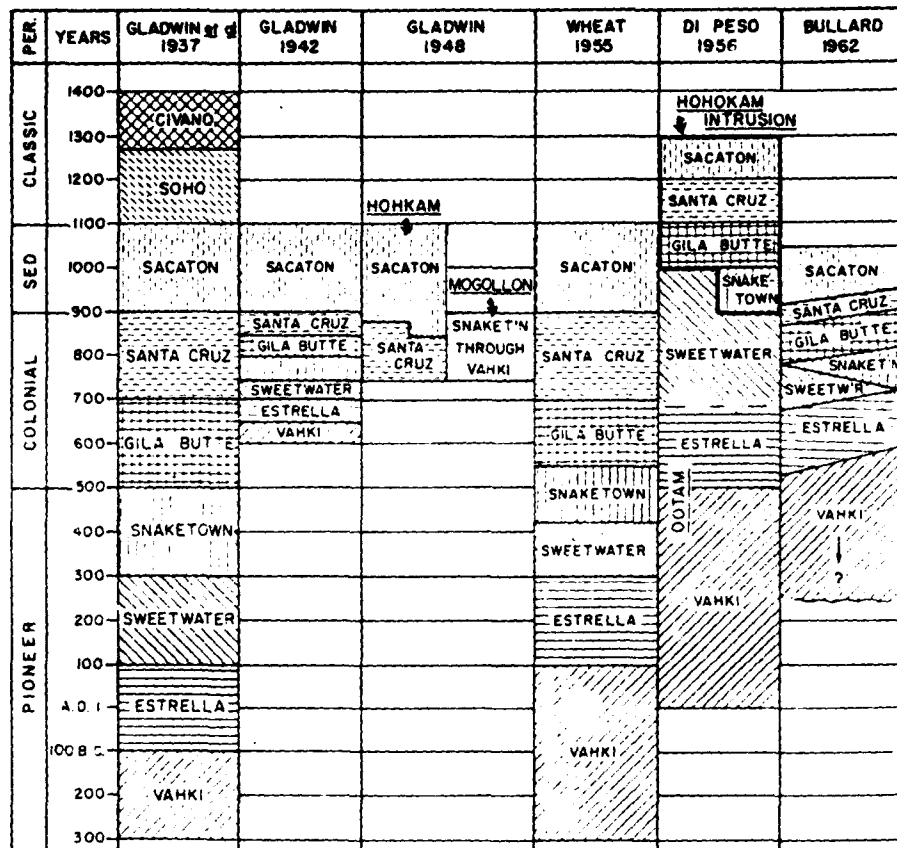 PER.
YEARS
GLADWIN et al
1937
GLADWIN
1942
GLADWIN
1948
WHEAT
1955
DI PESO
1956
BULLARD
1962
CLASSIC
SED
COLONIAL
PIONEER
1400
1300
1200
1100
1000
900
800
700
600
500
400
300
200
100
A.D. 1
100 B.C.
200
300
CIVANO
SOHO
SACATON
SANTA CRUZ
GILA BUTTE
SNAKETOWN
SWEETWATER
ESTRELLA
VAHKI
SACATON
SANTA CRUZ
GILA BUTTE
SWEETWATER
ESTRELLA
VAHKI
HOHKAM
SACATON
SANTA-
CRUZ
MOGOLLON
SNAKET'N
THROUGH
VAHKI
SACATON
SANTA CRUZ
GILA BUTTE
SNAKETOWN
SWEETWATER
ESTRELLA
VAHKI
HOHOKAM
INTRUSION
SACATON
SANTA CRUZ
GILA BUTTE
SNAKE-
TOWN
SWEETWATER
ESTRELLA
OOTAM
VAHKI
SACATON
SANTA CRUZ
GILA BUTTE
SNAKET'N
SWEETW'R
ESTRELLA
VAHKI
?